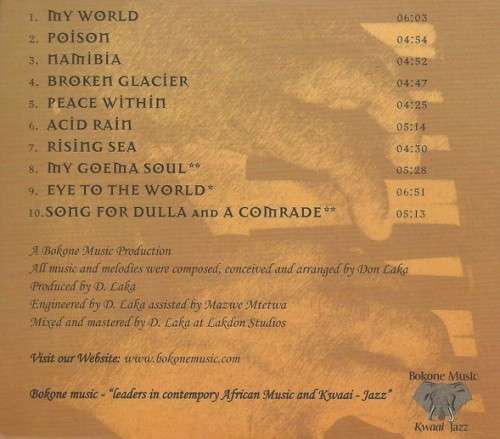 1. MY WORLD 06:03
2. POISON 04:54
3. NAMIBIA 04:52
4. BROKEN GLACIER 04:47
5. PEACE WITHIN 04:25
6. ACID RAIN 05:14
7. RISING SEA 04:30
8. MY GOEMA SOUL** 05:28
9. EYE TO THE WORLD* 06:51
10. SONG FOR DULLA AND A COMRADE** 05:13
A Bokone Music Production
All music and melodies were composed, conceived and arranged by Don Laka
Produced by D. Laka
Engineered by D. Laka assisted by Mazwe Mtetwa
Mixed and mastered by D. Laka at Lakdon Studios
Visit our Website: www.bokonemusic.com
Bokone music - “leaders in contempory African Music and Kwaai - Jazz”
Bokone Music
Kwaai Jazz